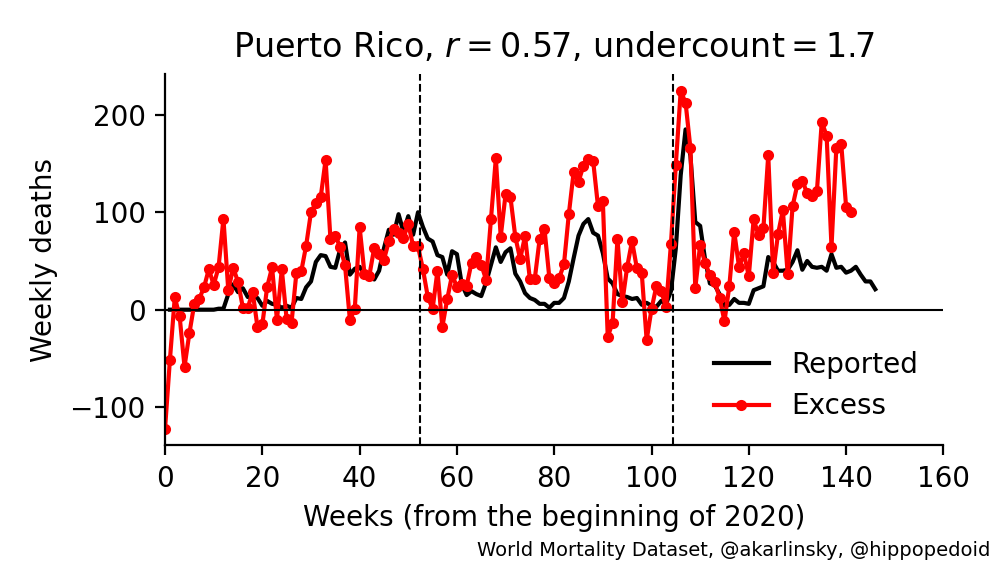 Puerto Rico, r = 0.57, undercount = 1.7
Weekly deaths
200
100
0
−100
Reported
Excess
0 20 40 60 80 100 120 140 160
Weeks (from the beginning of 2020)
World Mortality Dataset, @akarlinsky, @hippopedoid